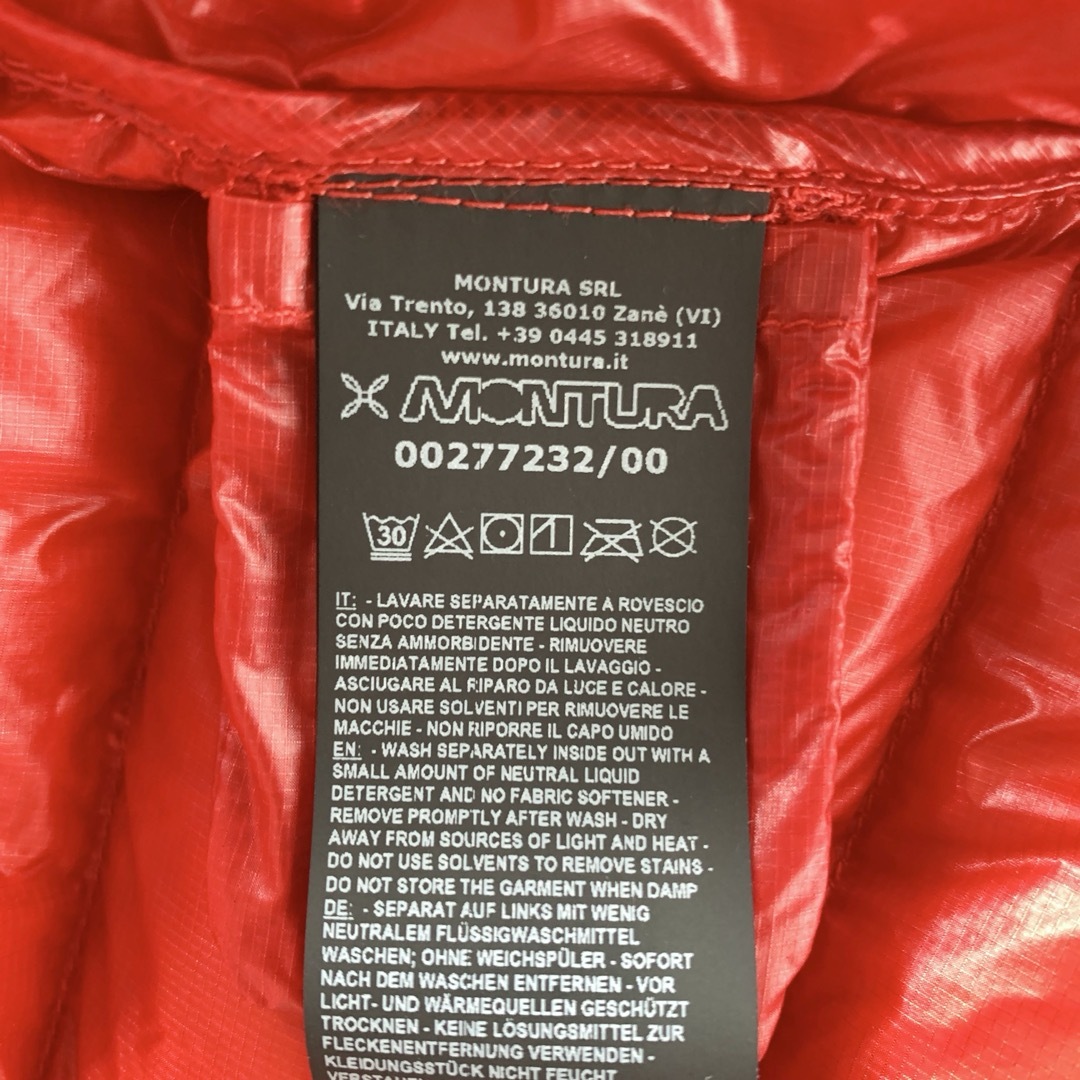 MONTURA SRL
Via Trento, 138 36010 Zanè (VI)
ITALY Tel. +39 0445 318911
www.montura.it
MONTURA
00277232/00
30
IT: - LAVARE SEPARATAMENTE A ROVESCIO
CON POCO DETERGENTE LIQUIDO NEUTRO
SENZA AMMORBIDENTE - RIMUOVERE
IMMEDIATAMENTE DOPO IL LAVAGGIO -
ASCIUGARE AL RIPARO DA LUCE E CALORE -
NON USARE SOLVENTI PER RIMUOVERE LE
MACCHIE - NON RIPORRE IL CAPO UMIDO
EN: - WASH SEPARATELY INSIDE OUT WITH A
SMALL AMOUNT OF NEUTRAL LIQUID
DETERGENT AND NO FABRIC SOFTENER -
REMOVE PROMPTLY AFTER WASH - DRY
AWAY FROM SOURCES OF LIGHT AND HEAT -
DO NOT USE SOLVENTS TO REMOVE STAINS -
DO NOT STORE THE GARMENT WHEN DAMP
DE: - SEPARAT AUF LINKS MIT WENIG
NEUTRALEM FLÜSSIGWASCHMITTEL
WASCHEN; OHNE WEICHSPÜLER - SOFORT
NACH DEM WASCHEN ENTFERNEN - VOR
LICHT- UND WÄRMEQUELLEN GESCHÜTZT
TROCKNEN - KEINE LÖSUNGSMITTEL ZUR
FLECKENENTFERNUNG VERWENDEN -
KLEIDUNGSSTÜCK NICHT FEUCHT